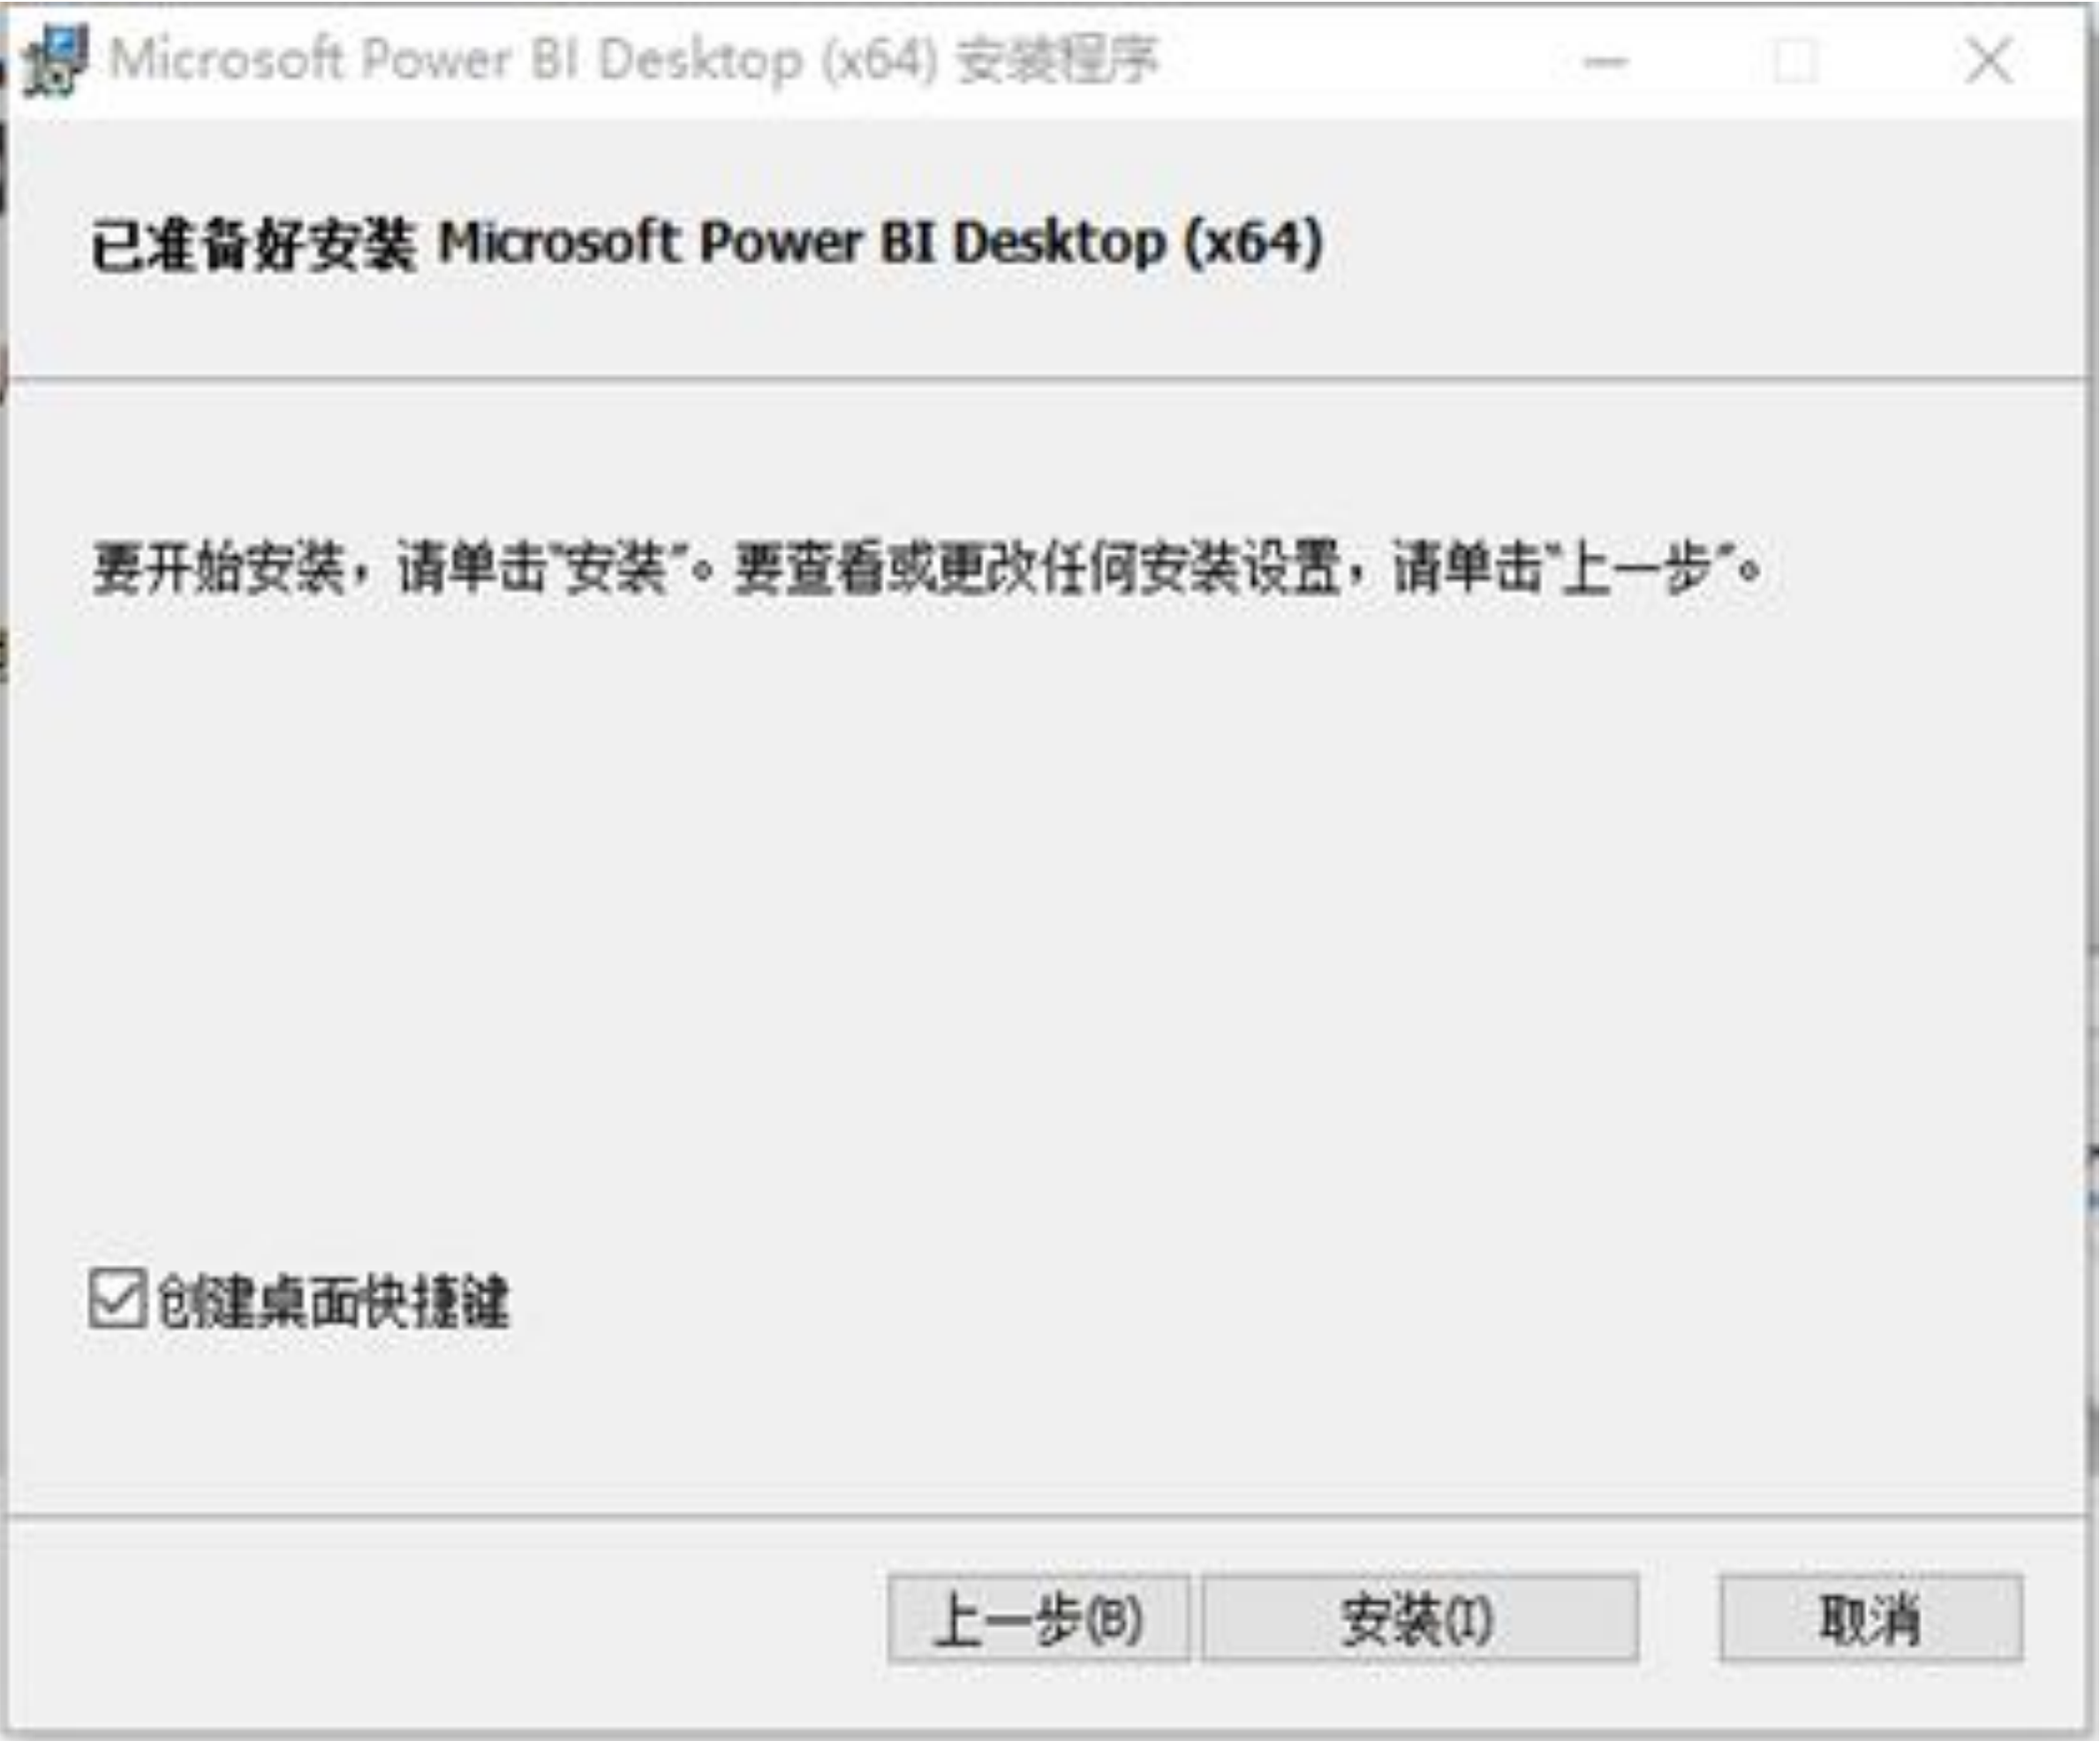 Microsoft Power BI Desktop (x64) 安装程序
已准备好安装 Microsoft Power BI Desktop (x64)
要开始安装，请单击“安装”。要查看或更改任何安装设置，请单击“上一步”。
创建桌面快捷键
上一步(B) 安装(I) 取消